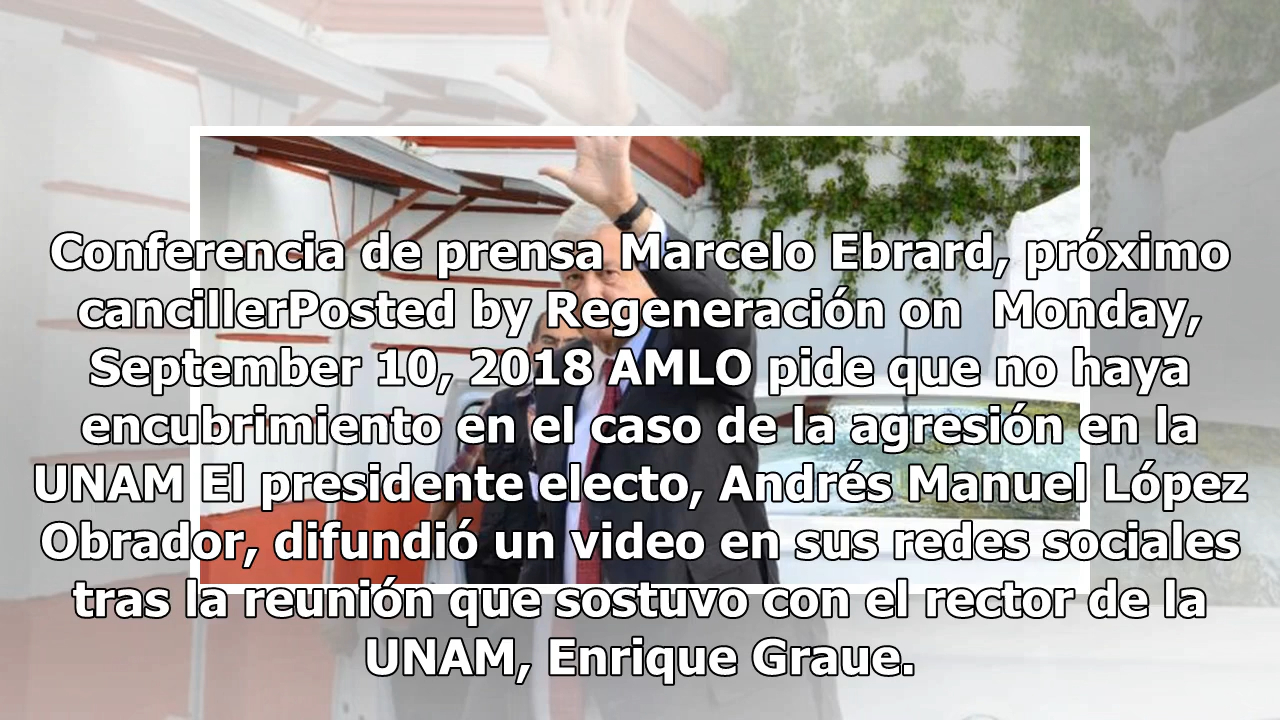 Conferencia de prensa Marcelo Ebrard, próximo
cancillerPosted by Regeneración on  Monday,
September 10, 2018 AMLO pide que no haya
encubrimiento en el caso de la agresión en la
UNAM El presidente electo, Andrés Manuel López
Obrador, difundió un video en sus redes sociales
tras la reunión que sostuvo con el rector de la
UNAM, Enrique Graue.